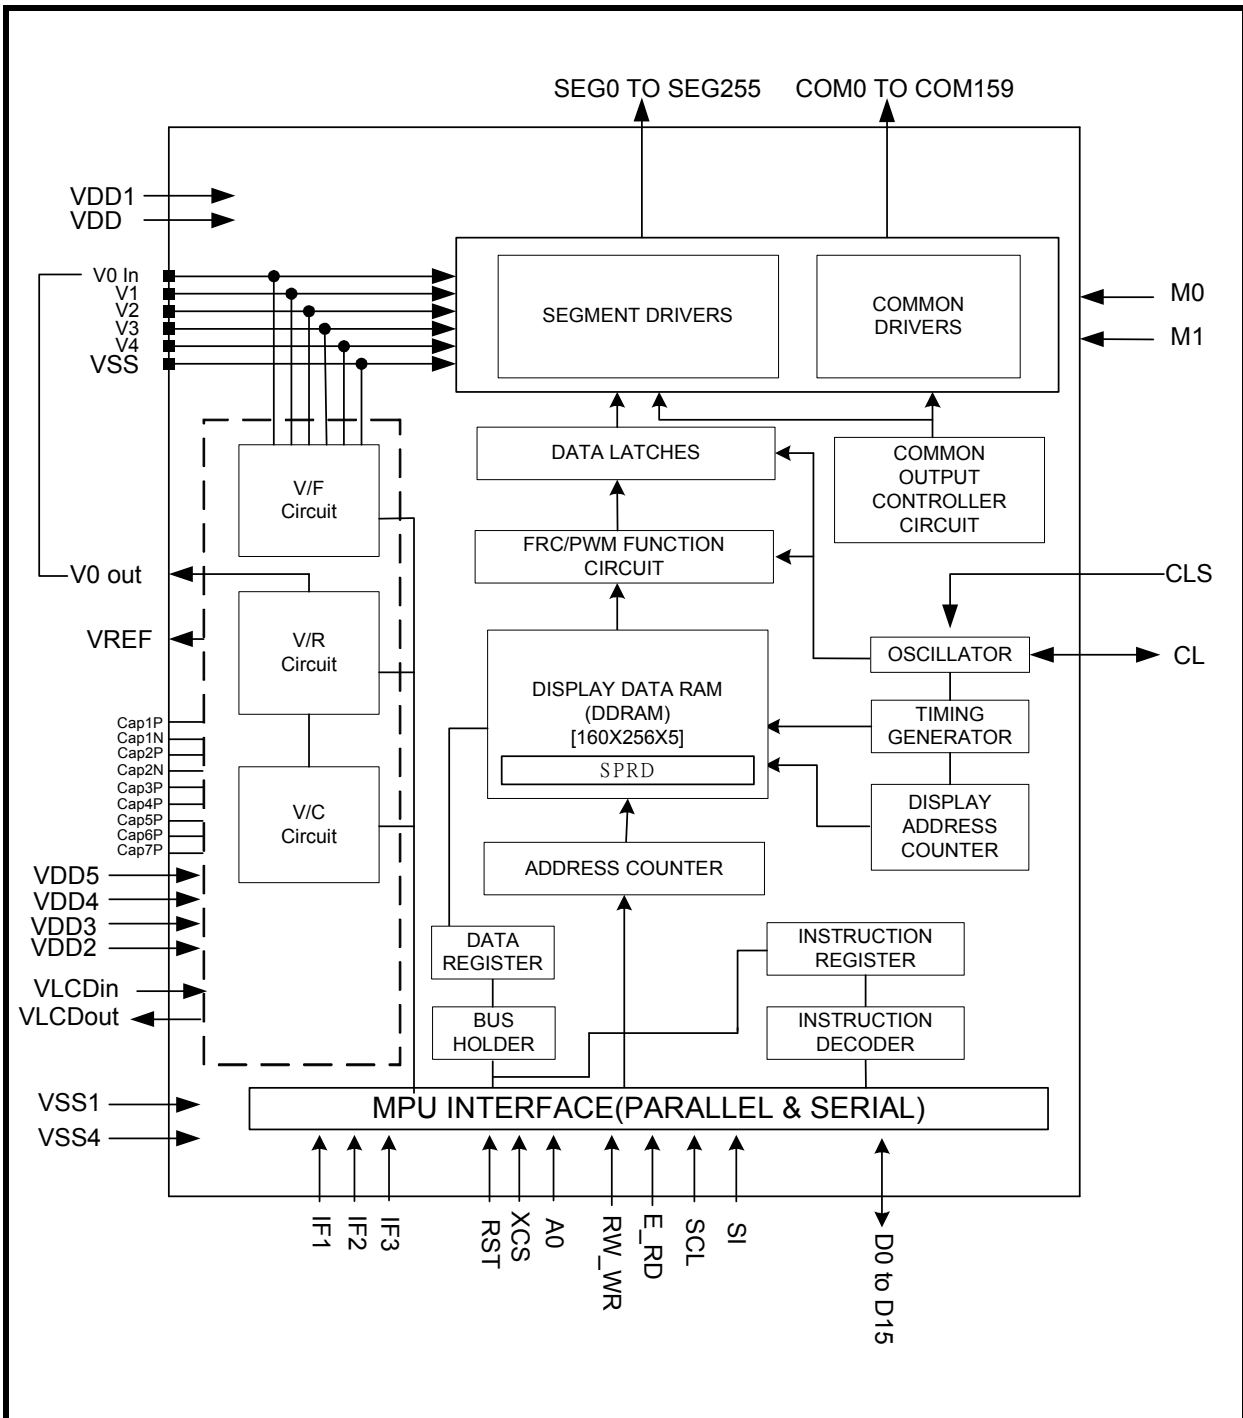 SEG0 TO SEG255
COM0 TO COM159
VDD1
VDD
V0 In
V1
V2
V3
V4
VSS
SEGMENT DRIVERS
COMMON
DRIVERS
M0
M1
DATA LATCHES
COMMON
OUTPUT
CONTROLLER
CIRCUIT
V/F
Circuit
FRC/PWM FUNCTION
CIRCUIT
V0 out
CLS
VREF
V/R
Circuit
OSCILLATOR
CL
DISPLAY DATA RAM
(DDRAM)
[160X256X5]
SPRD
TIMING
GENERATOR
Cap1P
Cap1N
Cap2P
Cap2N
Cap3P
Cap4P
Cap5P
Cap6P
Cap7P
V/C
Circuit
DISPLAY
ADDRESS
COUNTER
ADDRESS COUNTER
VDD5
VDD4
VDD3
VDD2
DATA
REGISTER
INSTRUCTION
REGISTER
VLCDin
VLCDout
BUS
HOLDER
INSTRUCTION
DECODER
VSS1
VSS4
MPU INTERFACE(PARALLEL & SERIAL)
IF1
IF2
IF3
RST
XCS
A0
RW_WR
E_RD
SCL
SI
D0 to D15